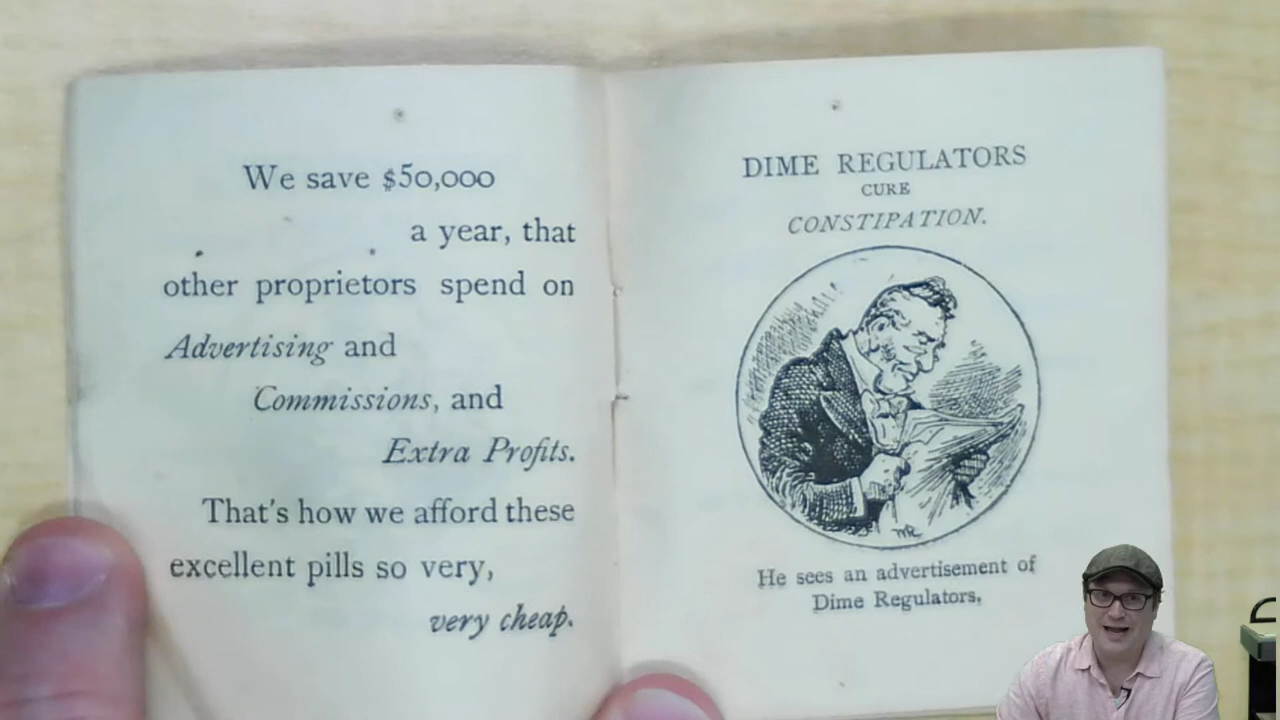 We save $50,000
a year, that
other proprietors spend on
Advertising and
Commissions, and
Extra Profits.
That's how we afford these
excellent pills so very,
very cheap.
DIME REGULATORS
CURE
CONSTIPATION.
He sees an advertisement of
Dime Regulators.